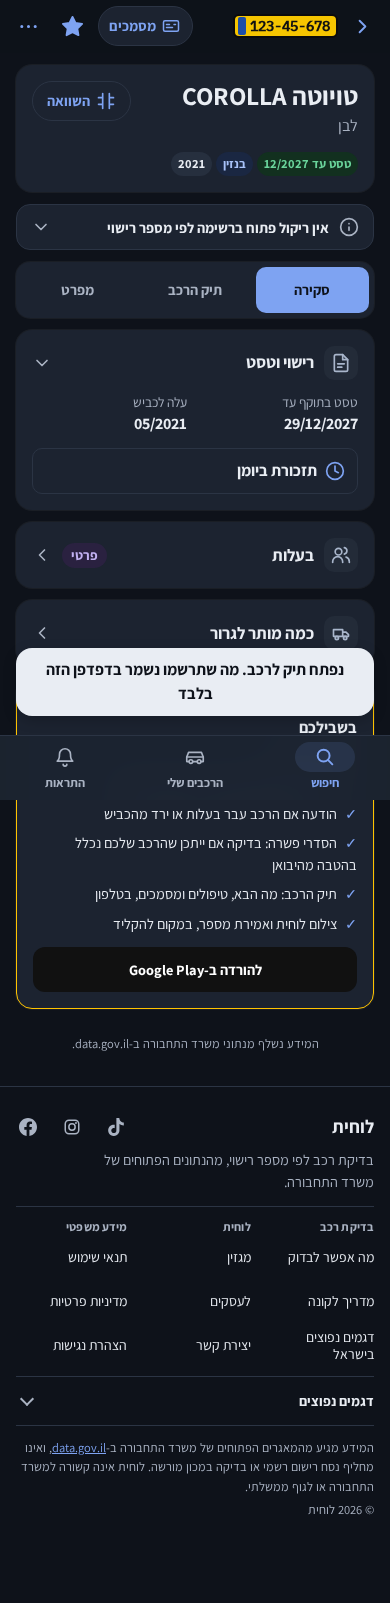 123-45-678
מסמכים
טויוטה COROLLA
השוואה
לבן
טסט עד 12/2027
בנזין
2021
אין ריקול פתוח ברשימה לפי מספר רישוי
סקירה
תיק הרכב
מפרט
רישוי וטסט
טסט בתוקף עד
עלה לכביש
29/12/2027
05/2021
תזכורת ביומן
בעלות
פרטי
כמה מותר לגרור
נפתח תיק לרכב. מה שתרשמו נשמר בדפדפן הזה
בלבד
בשבילכם
חיפוש
הרכבים שלי
התראות
✓ הודעה אם הרכב עבר בעלות או ירד מהכביש
✓ הסדרי פשרה: בדיקה אם ייתכן שהרכב שלכם נכלל
בהטבה מהיבואן
✓ תיק הרכב: מה הבא, טיפולים ומסמכים, בטלפון
✓ צילום לוחית ואמירת מספר, במקום להקליד
להורדה ב-Google Play
המידע נשלף מנתוני משרד התחבורה ב-data.gov.il.
לוחית
בדיקת רכב לפי מספר רישוי, מהנתונים הפתוחים של
משרד התחבורה.
בדיקת רכב
לוחית
מידע משפטי
מה אפשר לבדוק
מגזין
תנאי שימוש
מדריך לקונה
לעסקים
מדיניות פרטיות
דגמים נפוצים
בישראל
יצירת קשר
הצהרת נגישות
דגמים נפוצים
המידע מגיע מהמאגרים הפתוחים של משרד התחבורה ב-data.gov.il, ואינו
מחליף נסח רישום רשמי או בדיקה במכון מורשה. לוחית אינה קשורה למשרד
התחבורה או לגוף ממשלתי.
© 2026 לוחית